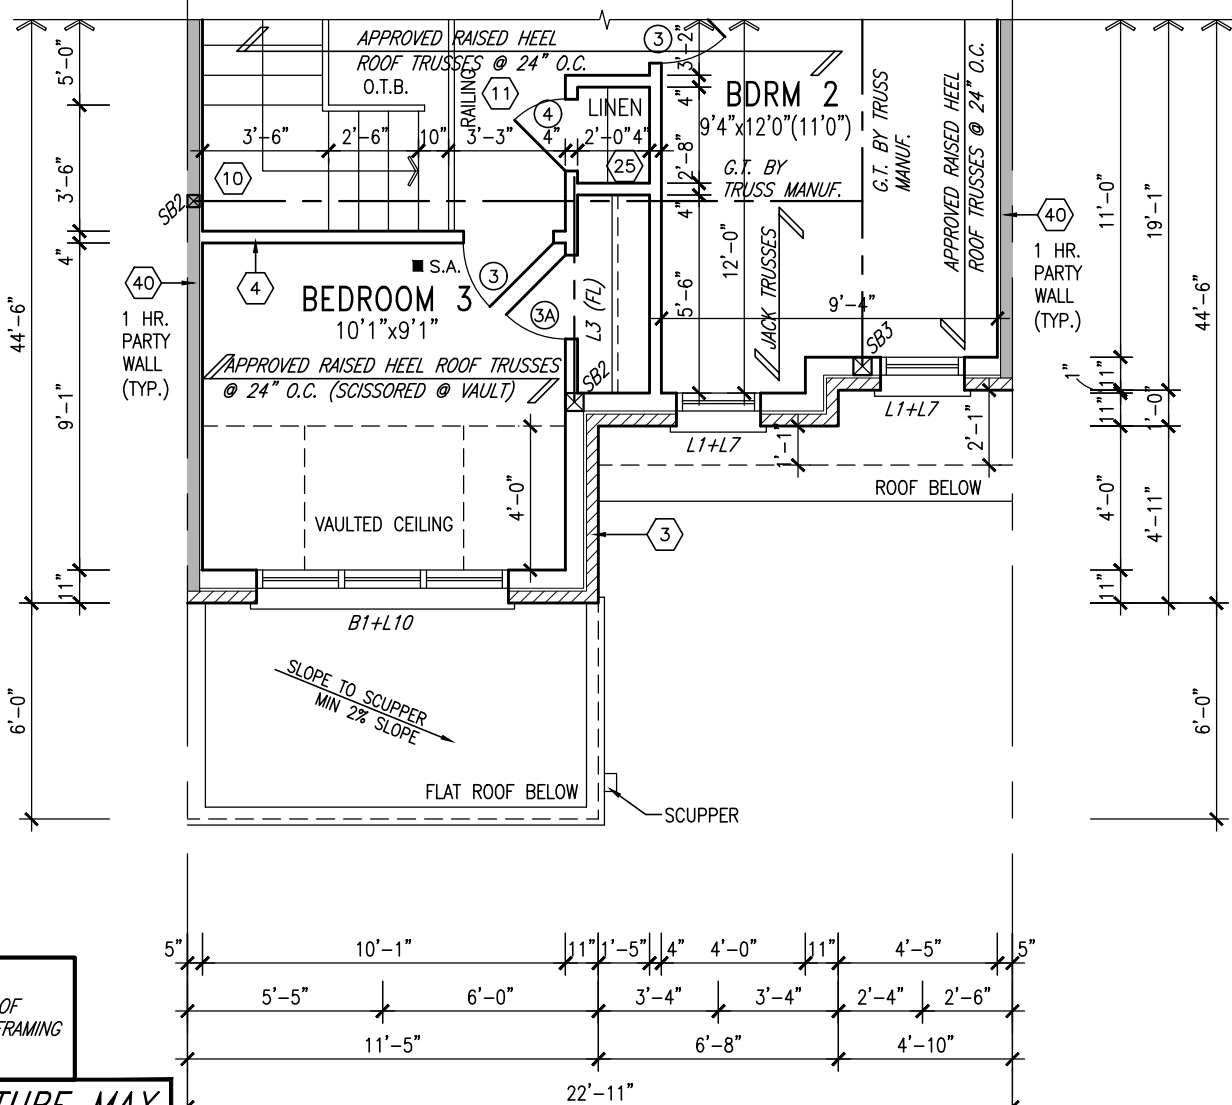 APPROVED RAISED HEEL
ROOF TRUSSES @ 24" O.C.
O.T.B.
RAILING
11
4
LINEN
3
3'-2"
BDRM 2
9'4"x12'0"(11'0")
G.T. BY
TRUSS MANUF.
G.T. BY TRUSS
MANUF.
APPROVED RAISED HEEL
ROOF TRUSSES @ 24" O.C.
5'-0"
3'-6"
4"
9'-1"
11"
44'-6"
6'-0"
3'-6"
2'-6"
10"
3'-3"
4"
2'-0"
4"
4"
2'-8"
4"
5'-6"
12'-0"
25
10
SB2
40
1 HR.
PARTY
WALL
(TYP.)
4
S.A.
3
BEDROOM 3
10'1"x9'1"
3A
L3 (FL)
SB2
JACK TRUSSES
9'-4"
SB3
40
1 HR.
PARTY
WALL
(TYP.)
APPROVED RAISED HEEL ROOF TRUSSES
@ 24" O.C. (SCISSORED @ VAULT)
L1+L7
L1+L7
1'-1"
2'-1"
ROOF BELOW
4'-0"
VAULTED CEILING
3
B1+L10
11'-0"
19'-1"
44'-6"
1"
11"
11"
1'-0"
4'-0"
4'-11"
11"
6'-0"
SLOPE TO SCUPPER
MIN 2% SLOPE
FLAT ROOF BELOW
SCUPPER
5"
10'-1"
11"
1'-5"
4"
4'-0"
11"
4'-5"
5"
5'-5"
6'-0"
3'-4"
3'-4"
2'-4"
2'-6"
11'-5"
6'-8"
4'-10"
22'-11"
OF
FRAMING
MAY